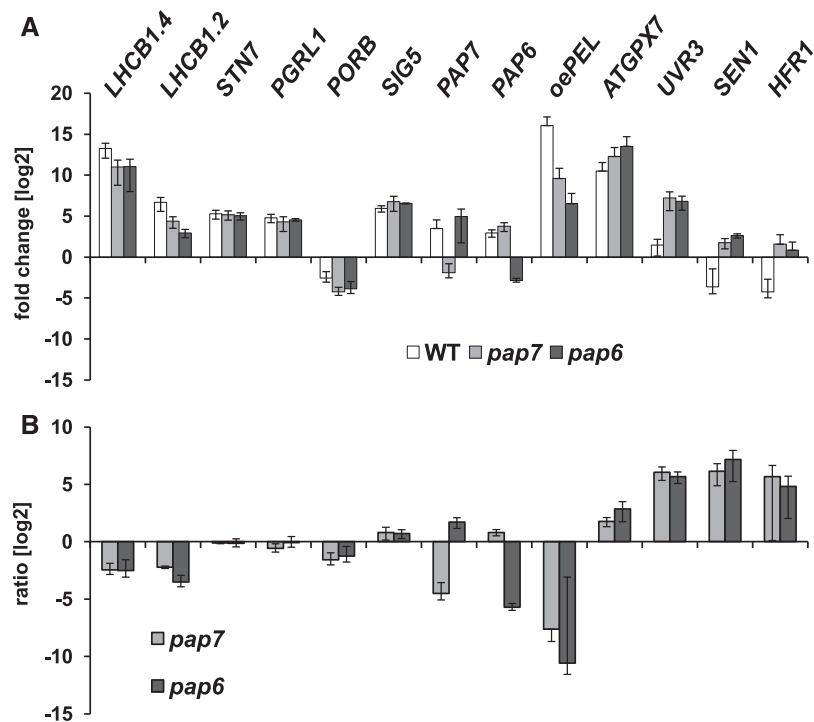 A
LHCB1.4 LHCB1.2 STN7 PGRL1 PORB SIG5 PAP7 PAP6 oePEL ATGPX7 UVR3 SEN1 HFR1
fold change [log2]
20
15
10
5
0
-5
-10
-15
WT pap7 pap6
B
ratio [log2]
10
5
0
-5
-10
-15
pap7
pap6